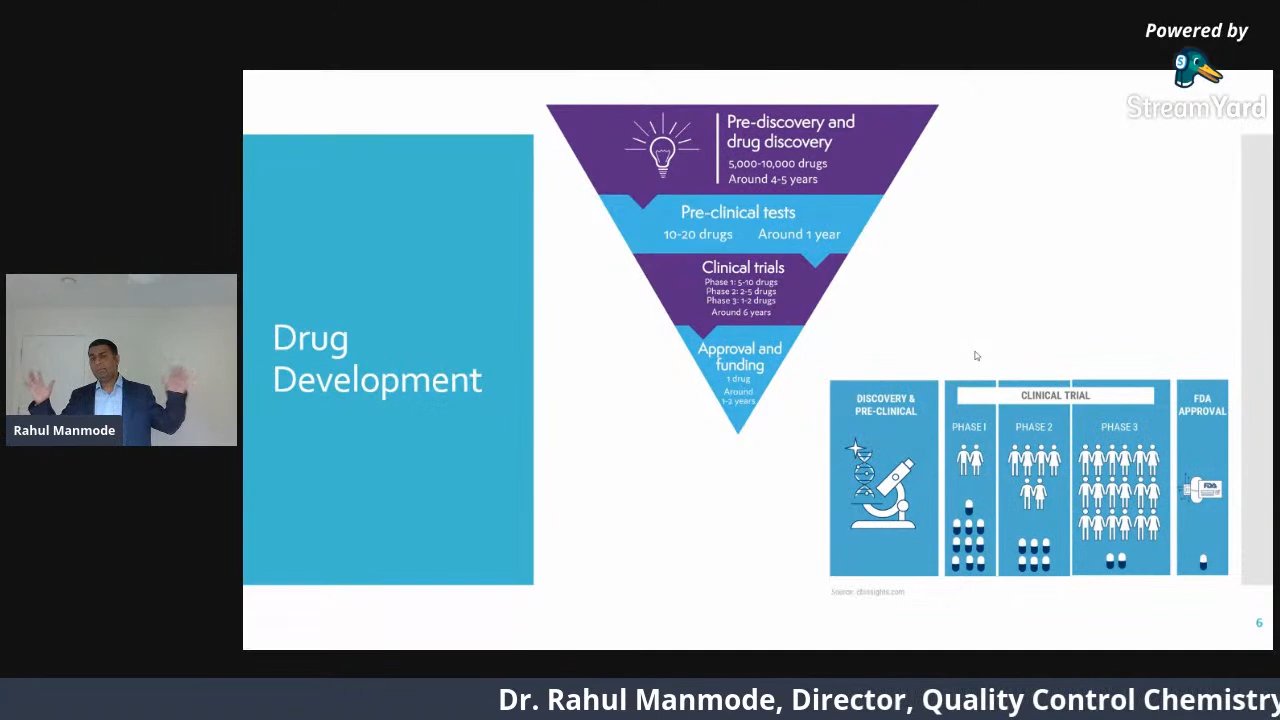 Powered by
StreamYard
Drug
Development
Pre-discovery and
drug discovery
5,000-10,000 drugs
Around 4-5 years
Pre-clinical tests
10-20 drugs Around 1 year
Clinical trials
Phase 1: 5-10 drugs
Phase 2: 2-5 drugs
Phase 3: 1-2 drugs
Around 6 years
Approval and
funding
1 drug
Around
1-2 years
DISCOVERY &
PRE-CLINICAL
CLINICAL TRIAL
PHASE I
PHASE 2
PHASE 3
FDA
APPROVAL
FDA
Source: cbinsights.com
6
Rahul Manmode
Dr. Rahul Manmode, Director, Quality Control Chemistry